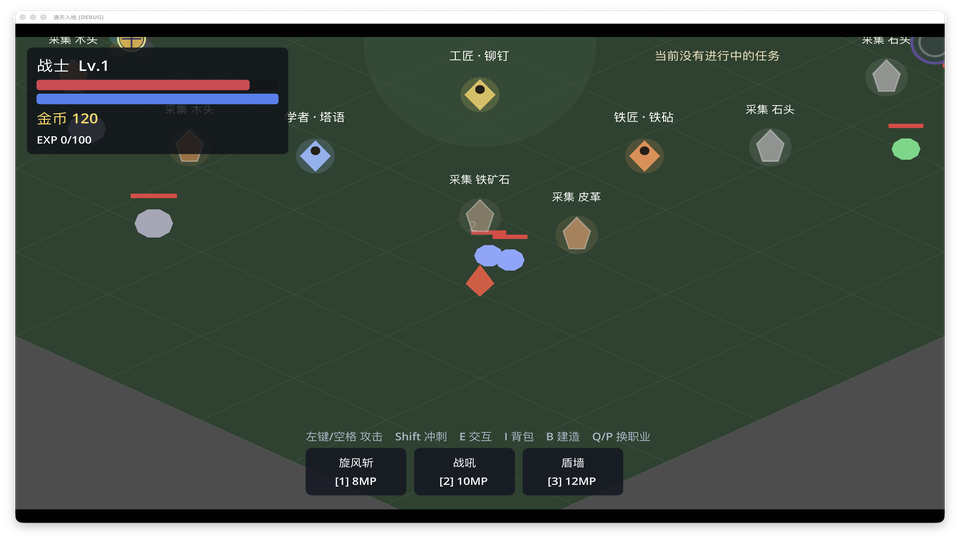 通天入地 (DEBUG)
采集 木头
采集 石头
战士 Lv.1
工匠 · 铆钉
当前没有进行中的任务
采集 木头
采集 石头
金币 120
学者 · 塔语
铁匠 · 铁砧
EXP 0/100
采集 铁矿石
采集 皮革
左键/空格 攻击 Shift 冲刺 E 交互 I 背包 B 建造 Q/P 换职业
旋风斩
[1] 8MP
战吼
[2] 10MP
盾墙
[3] 12MP